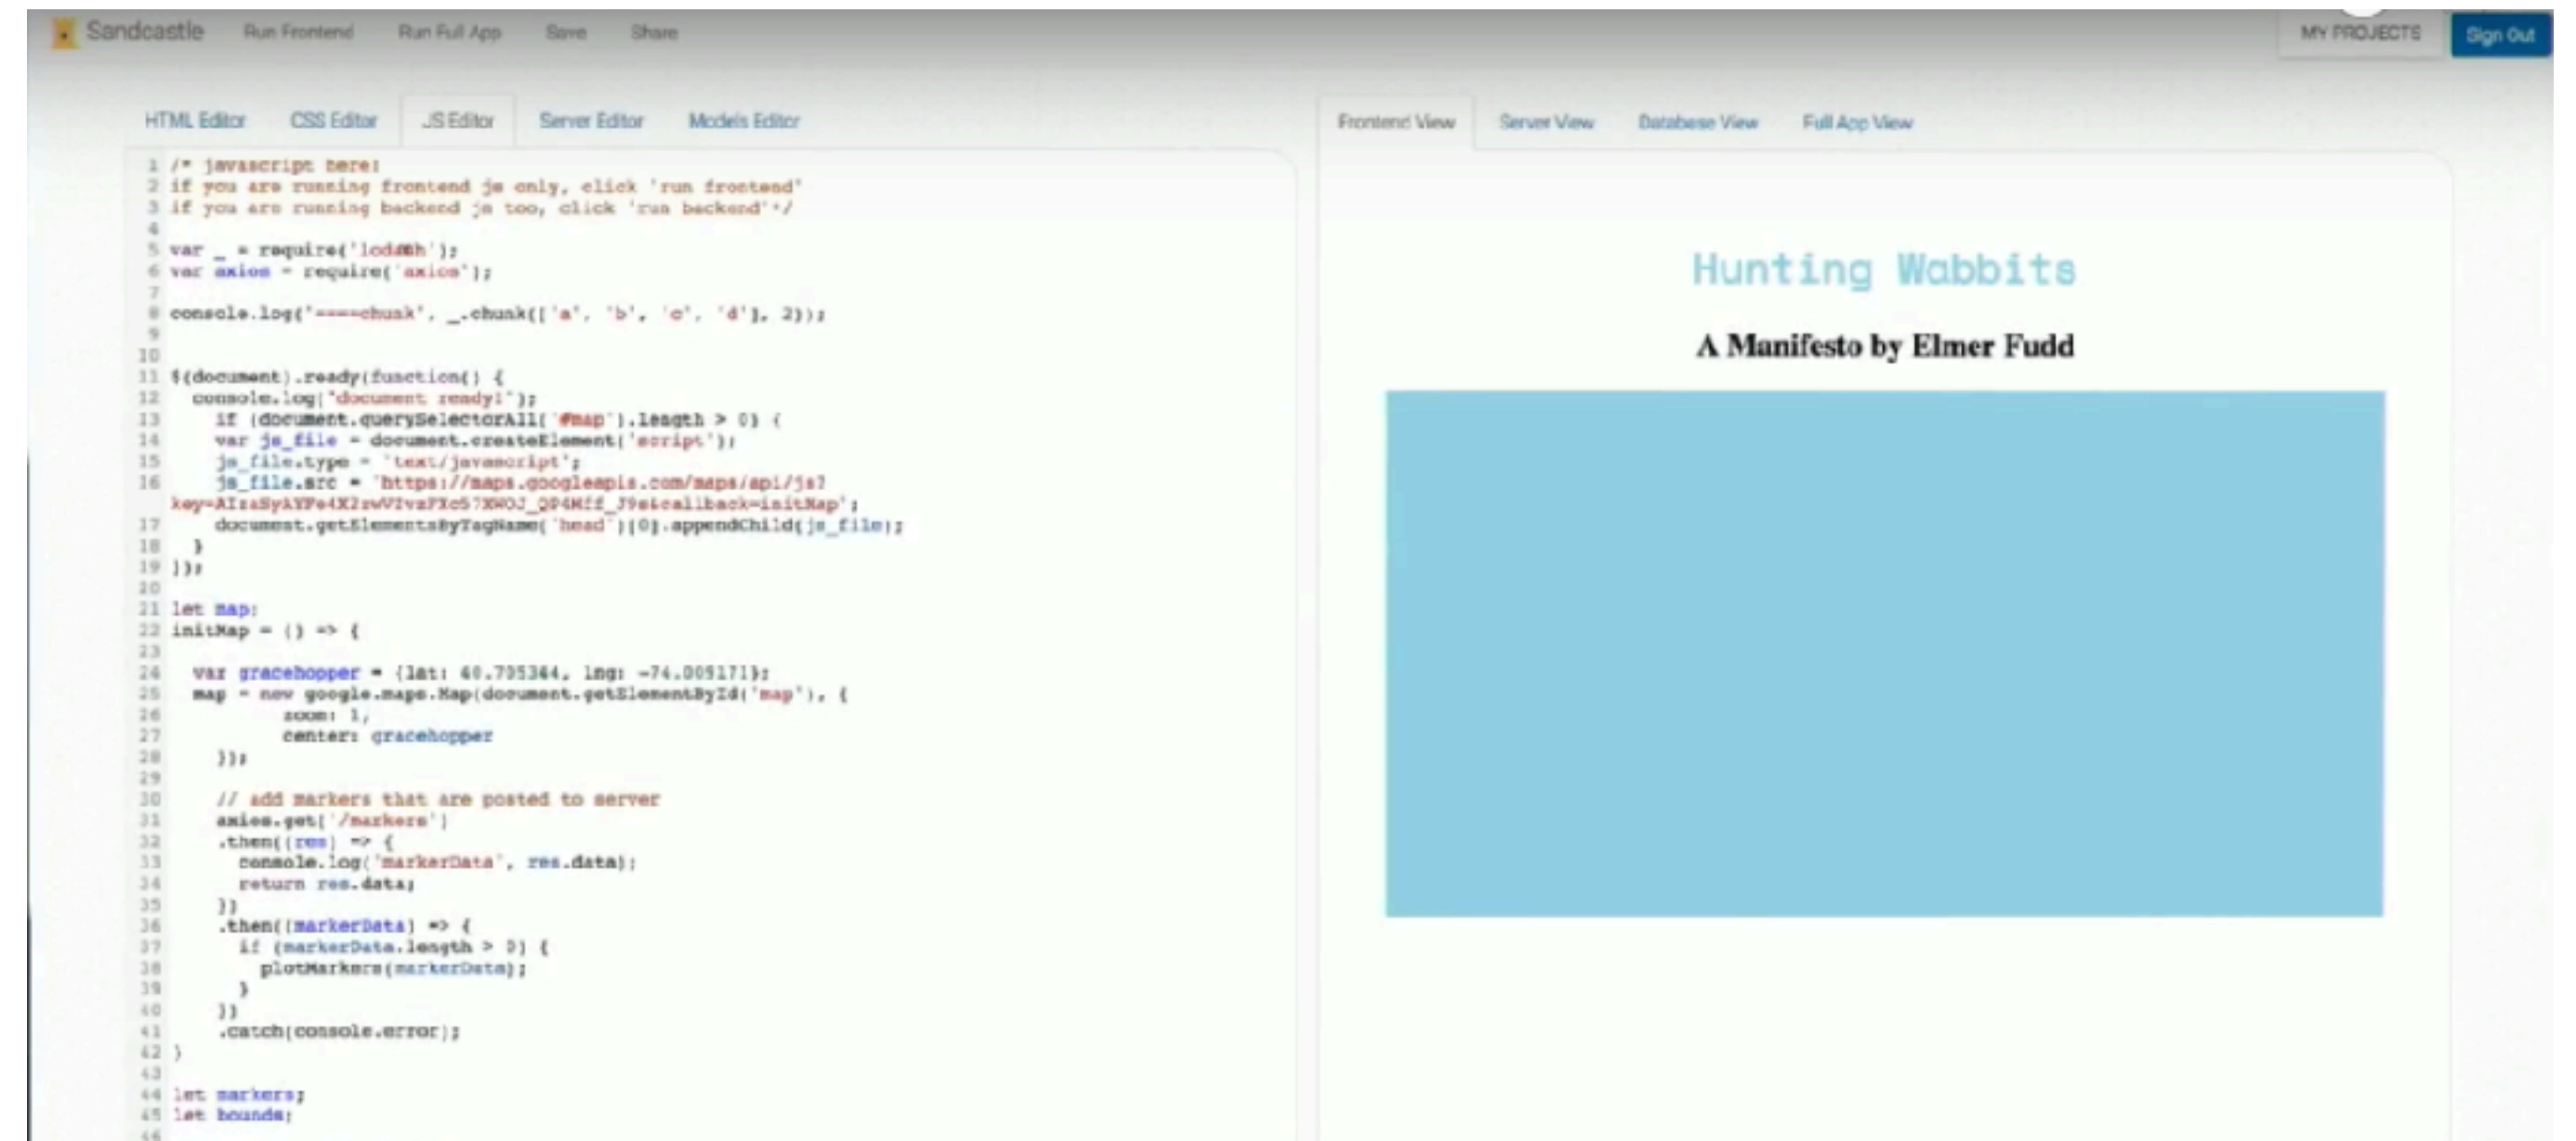 Sandcastle Run Frontend Run Full App Save Share MY PROJECTS Sign Out
HTML Editor CSS Editor JS Editor Server Editor Models Editor
1 /* javascript here!
2 if you are running frontend js only, click 'run frontend'
3 if you are running backend js too, click 'run backend'*/
4
5 var _ = require('lodash');
6 var axios = require('axios');
7
8 console.log('====chunk', _.chunk(['a', 'b', 'c', 'd'], 2));
9
10
11 $(document).ready(function() {
12 console.log("document ready!");
13 if (document.querySelectorAll('#map').length > 0) {
14 var js_file = document.createElement('script');
15 js_file.type = 'text/javascript';
16 js_file.src = 'https://maps.googleapis.com/maps/api/js?
17 document.getElementsByTagName('head')[0].appendChild(js_file);
18 }
19 });
20
21 let map;
22 initMap = () => {
23
24 var gracehopper = {lat: 40.705344, lng: -74.009171};
25 map = new google.maps.Map(document.getElementById('map'), {
26 zoom: 1,
27 center: gracehopper
28 });
29
30 // add markers that are posted to server
31 axios.get('/markers')
32 .then((res) => {
33 console.log('markerData', res.data);
34 return res.data;
35 })
36 .then((markerData) => {
37 if (markerData.length > 0) {
38 plotMarkers(markerData);
39 }
40 })
41 .catch(console.error);
42 }
43
44 let markers;
45 let bounds;
46
Frontend View Server View Database View Full App View
Hunting Wabbits
A Manifesto by Elmer Fudd